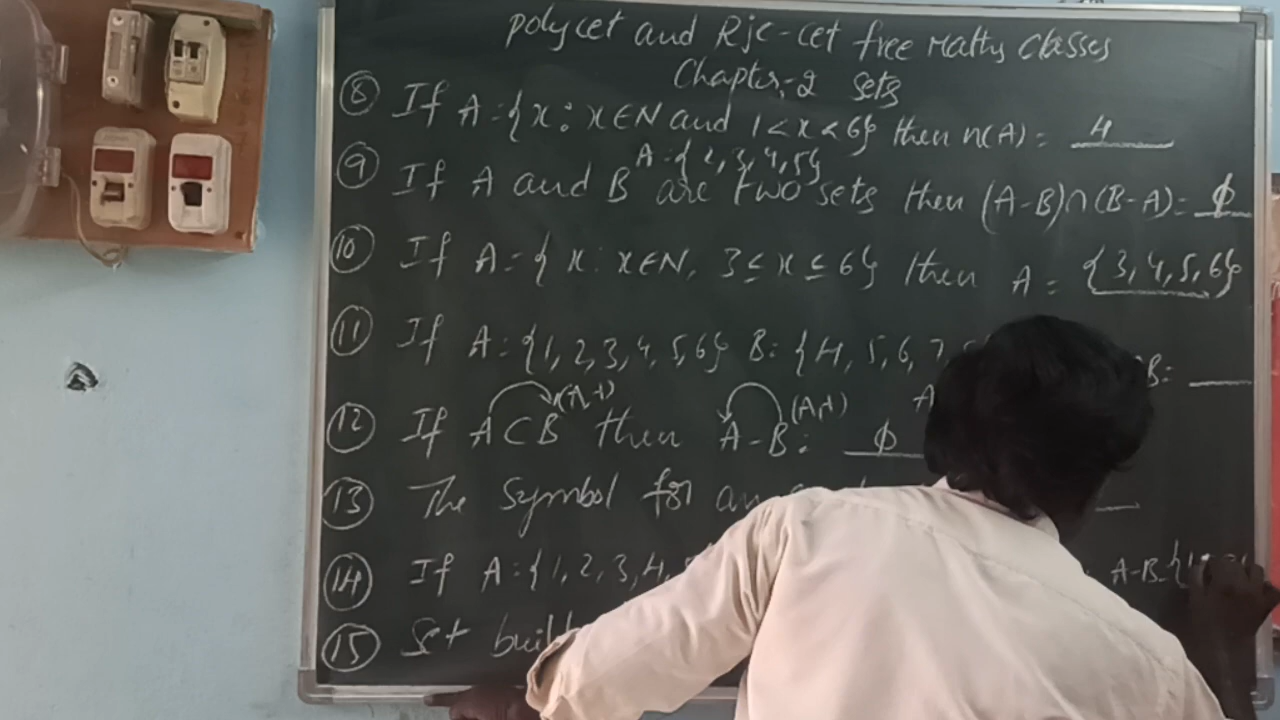 polycet and Rjc-cet free Maths Classes
Chapter-2 sets
⑧ If A={x: x∈N and 1<x<6} then n(A) = 4
A={2,3,4,5}
⑨ If A and B are two sets then (A-B)∩(B-A)= ϕ
⑩ If A={x: x∈N, 3≤x≤6} then A = {3,4,5,6}
⑪ If A={1,2,3,4,5,6} B={4,5,6,7, B= ___
⑫ If A⊂B then A-B= ϕ
⑬ The Symbol for an
⑭ If A={1,2,3,4, A-B={1
⑮ Set